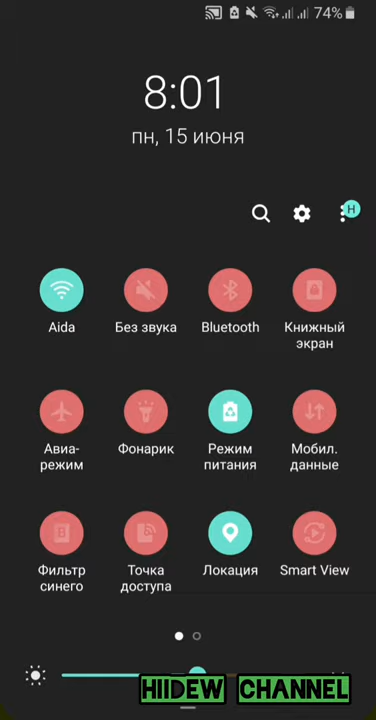 74%
8:01
пн, 15 июня
H
Aida
Без звука
Bluetooth
Книжный
экран
Авиа-
режим
Фонарик
Режим
питания
Мобил.
данные
Фильтр
синего
Точка
доступа
Локация
Smart View
HIIDEW CHANNEL